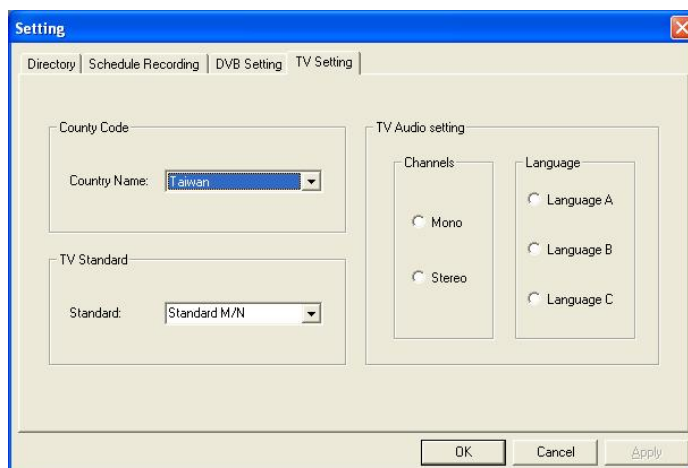 Setting
Directory
Schedule Recording
DVB Setting
TV Setting
County Code
Country Name:
Taiwan
TV Standard
Standard:
Standard M/N
TV Audio setting
Channels
Mono
Stereo
Language
Language A
Language B
Language C
OK
Cancel
Apply